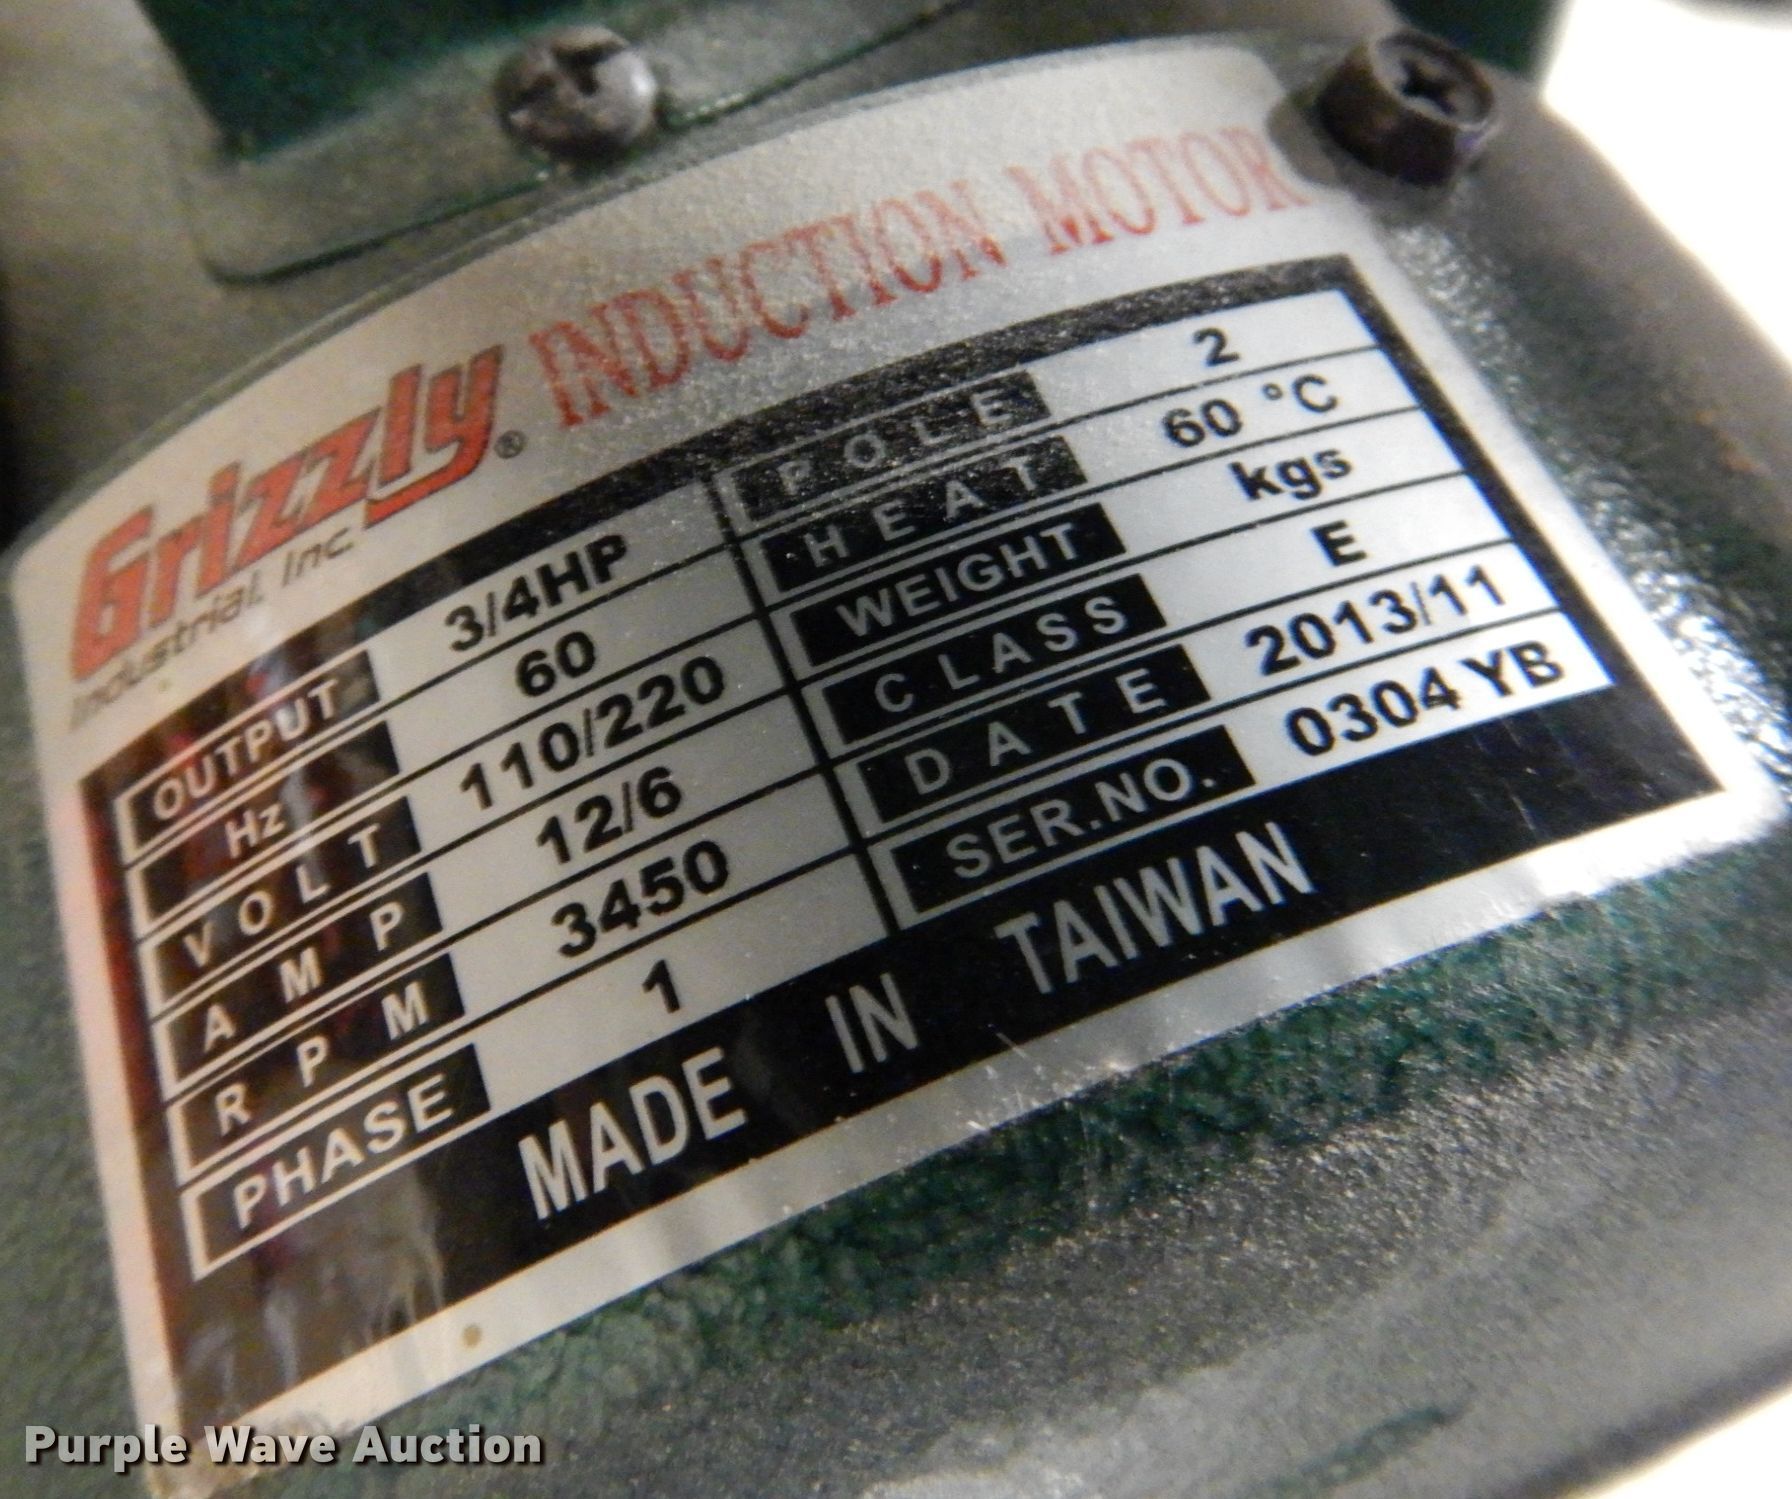 Grizzly® INDUCTION MOTOR
Industrial, Inc.
OUTPUT 3/4HP
Hz 60
VOLT 110/220
AMP 12/6
RPM 3450
PHASE 1
POLE 2
HEAT 60 °C
WEIGHT kgs
CLASS E
DATE 2013/11
SER.NO. 0304 YB
MADE IN TAIWAN
Purple Wave Auction